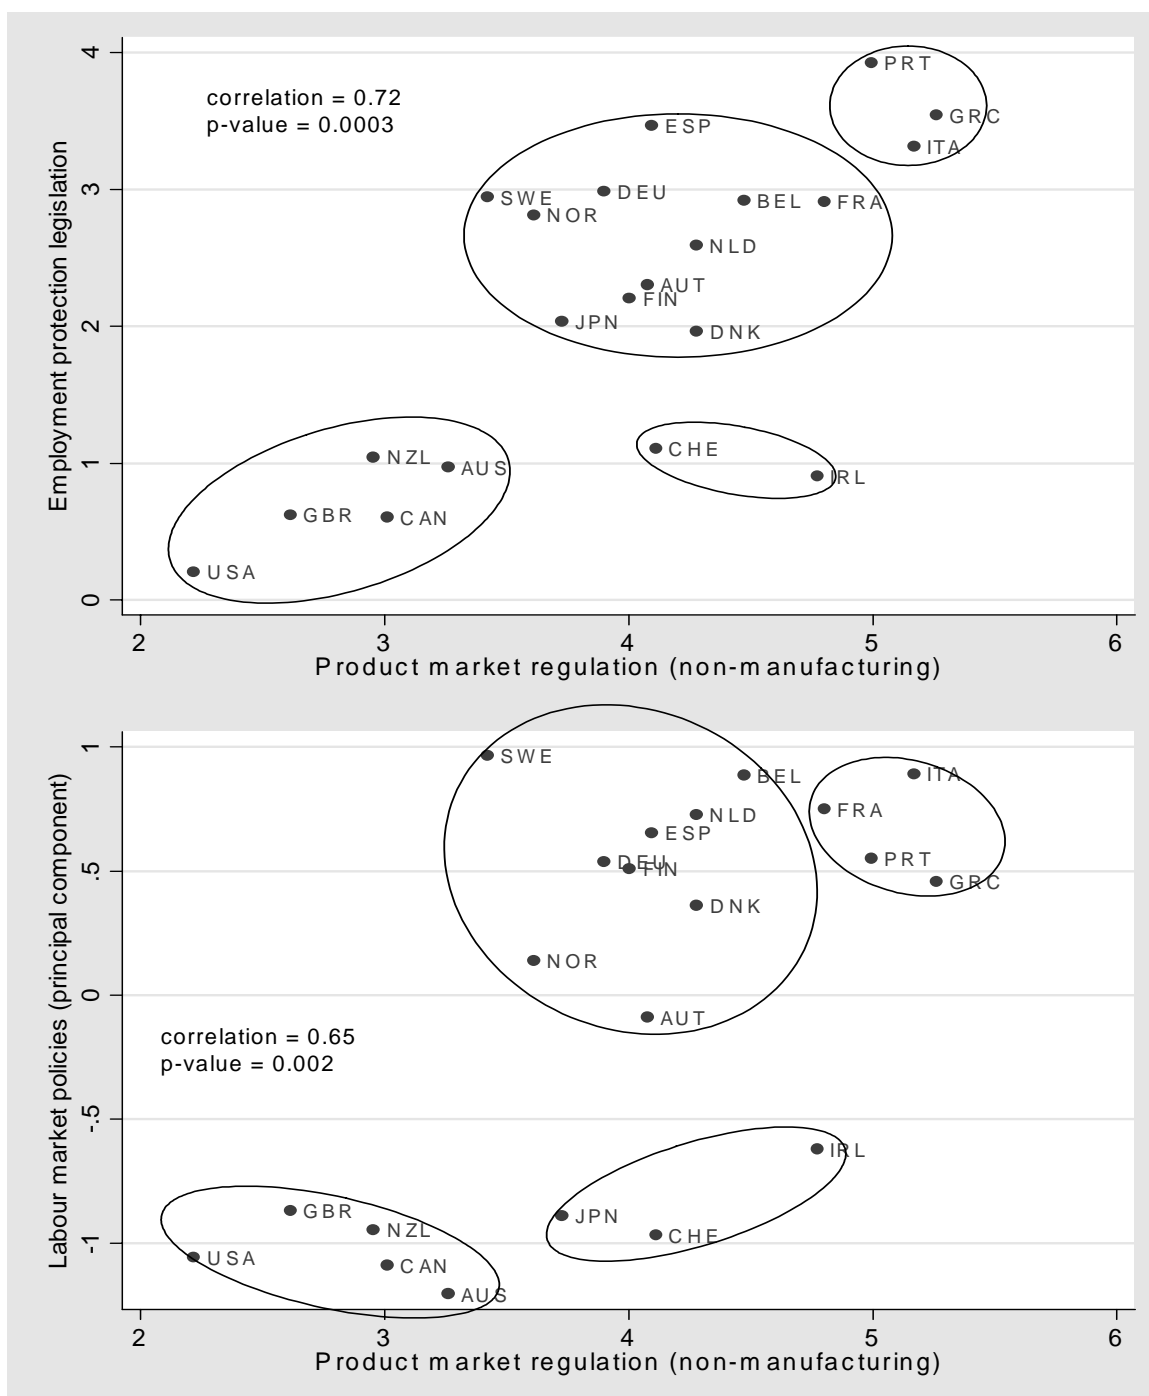 4
PRT
correlation = 0.72
p-value = 0.0003
GRC
ESP
ITA
3
SWE
DEU
BEL
FRA
NOR
NLD
AUT
FIN
2
JPN
DNK
Employment protection legislation
NZL
CHE
1
AUS
IRL
GBR
CAN
USA
0
2 3 4 5 6
Product market regulation (non-manufacturing)
1
SWE
BEL
ITA
NLD
FRA
ESP
DEU
FIN
PRT
.5
GRC
DNK
NOR
0
AUT
correlation = 0.65
p-value = 0.002
Labour market policies (principal component)
-.5
IRL
GBR
JPN
NZL
CHE
-1
USA
CAN
AUS
2 3 4 5 6
Product market regulation (non-manufacturing)